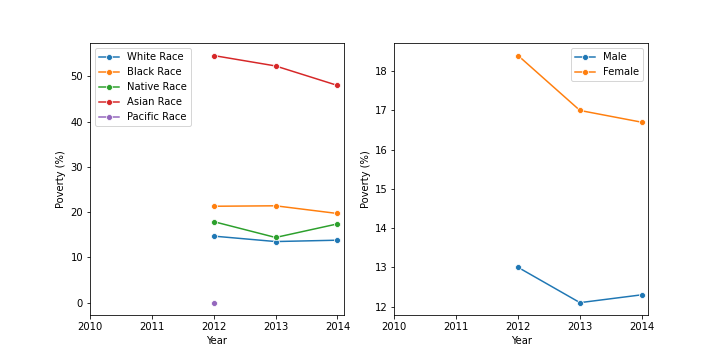 White Race
Black Race
Native Race
Asian Race
Pacific Race
50
40
30
20
10
0
Poverty (%)
2010 2011 2012 2013 2014
Year
Male
Female
18
17
16
15
14
13
12
Poverty (%)
2010 2011 2012 2013 2014
Year